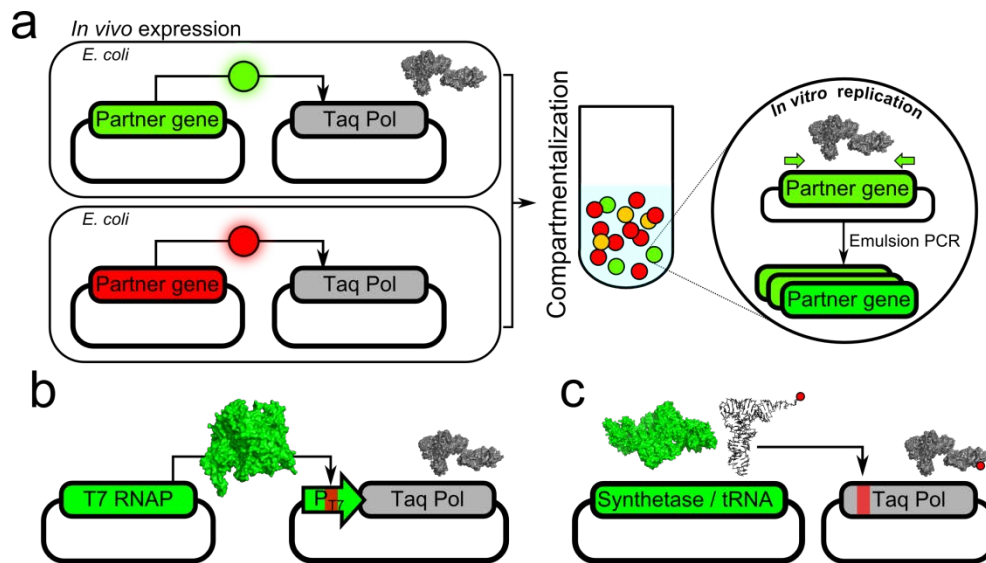 a
In vivo expression
E. coli
Partner gene
Taq Pol
E. coli
Partner gene
Taq Pol
Compartmentalization
In vitro replication
Partner gene
Emulsion PCR
Partner gene
b
T7 RNAP
PT7
Taq Pol
c
Synthetase / tRNA
Taq Pol